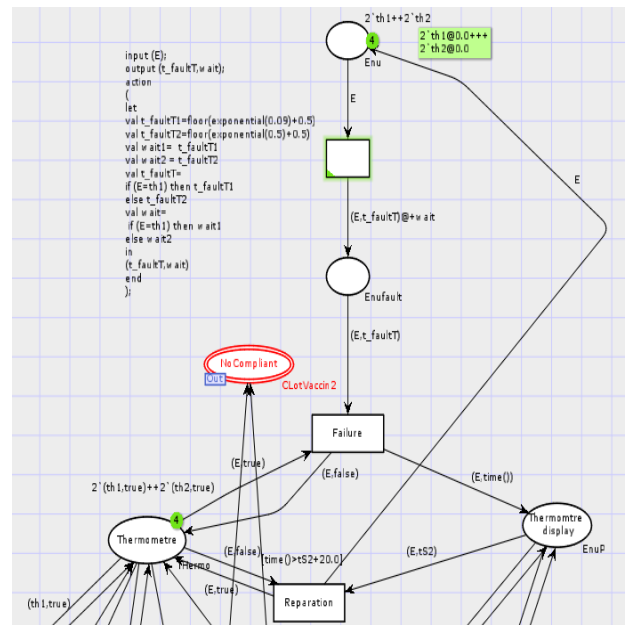 2`th1++2`th2
4
2`th1@0.0+++
2`th2@0.0
Enu
input (E);
output (t_faultT,wait);
action
(
let
val t_faultT1=floor(exponential(0.09)+0.5)
val t_faultT2=floor(exponential(0.5)+0.5)
val wait1= t_faultT1
val wait2 = t_faultT2
val t_faultT=
if (E=th1) then t_faultT1
else t_faultT2
val wait=
if (E=th1) then wait1
else wait2
in
(t_faultT,wait)
end
);
E
E
(E,t_faultT)@+wait
Enufault
(E,t_faultT)
NoCompliant
Out
CLotVaccin2
Failure
(E,true)
(E,false)
(E,time())
2`(th1,true)++2`(th2,true)
4
Thermometre
Thermomtre
display
EnuP
(E,false)
[time()>tS2+20.0]
(E,tS2)
Thermo
(E,true)
Reparation
(th1,true)